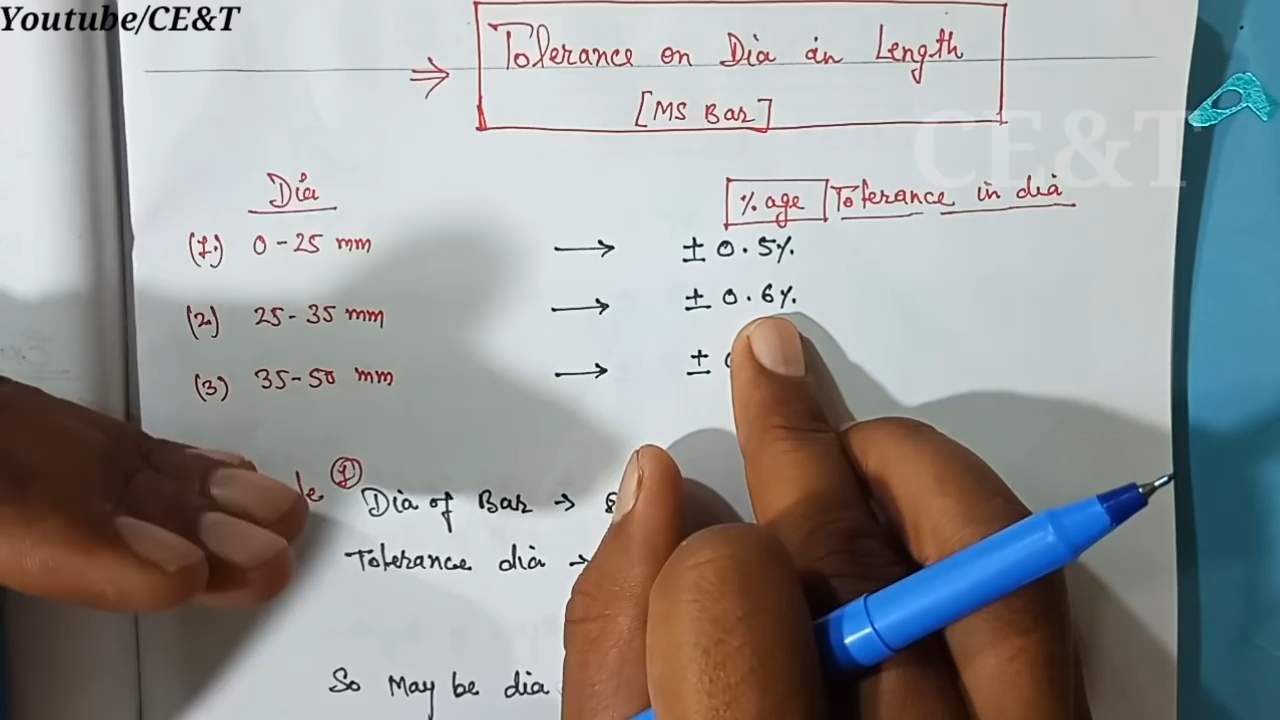 Youtube/CE&T
⇒ Tolerance on Dia in Length
[MS Bar]
CE&T
Dia
% age Tolerance in dia
(1.) 0-25 mm → ± 0.5%
(2.) 25-35 mm → ± 0.6%
(3) 35-50 mm → ±
1
Dia of Bar →
Tolerance dia →
So May be dia